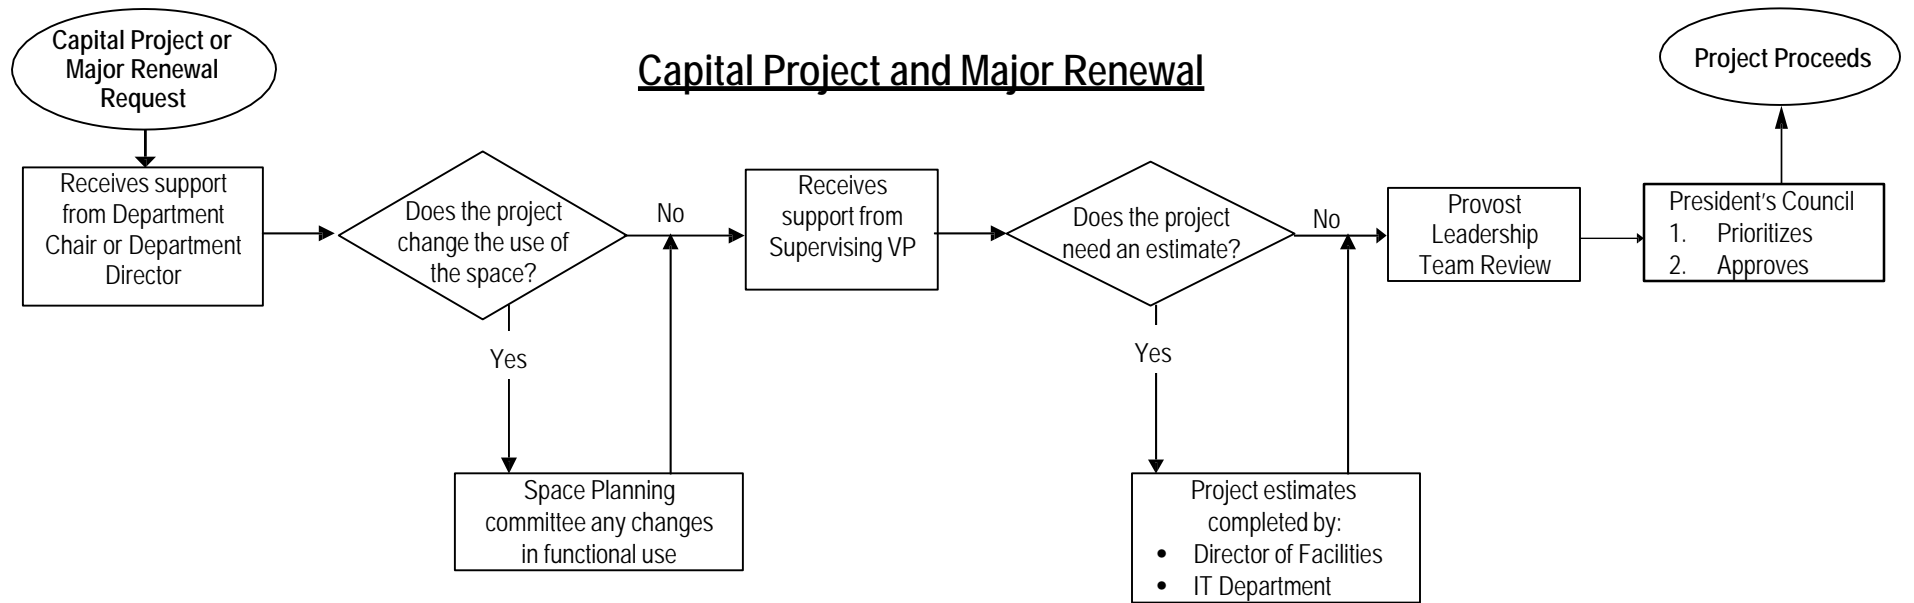 Capital Project and Major Renewal
Capital Project or
Major Renewal
Request
Receives support
from Department
Chair or Department
Director
Does the project
change the use of
the space?
No
Yes
Space Planning
committee any changes
in functional use
Receives
support from
Supervising VP
Does the project
need an estimate?
No
Yes
Project estimates
completed by:
• Director of Facilities
• IT Department
Provost
Leadership
Team Review
President's Council
1. Prioritizes
2. Approves
Project Proceeds